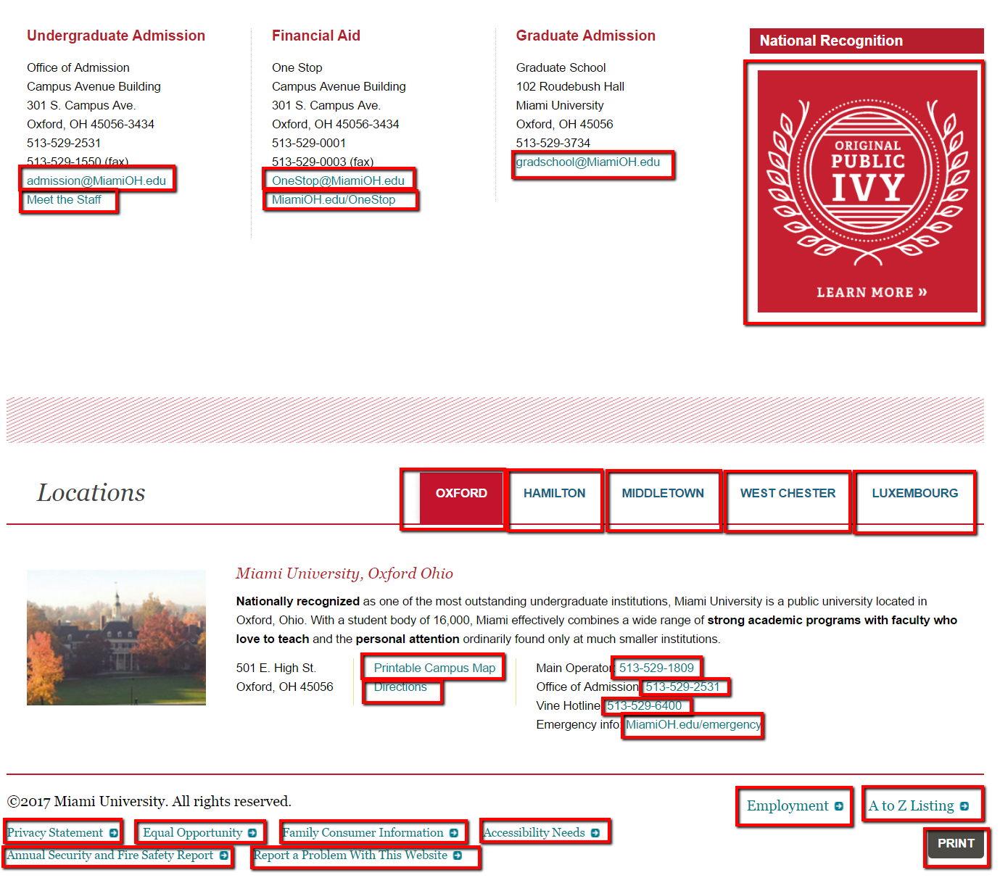 Undergraduate Admission
Office of Admission
Campus Avenue Building
301 S. Campus Ave.
Oxford, OH 45056-3434
513-529-2531
513-529-1550 (fax)
admission@MiamiOH.edu
Meet the Staff
Financial Aid
One Stop
Campus Avenue Building
301 S. Campus Ave.
Oxford, OH 45056-3434
513-529-0001
513-529-0003 (fax)
OneStop@MiamiOH.edu
MiamiOH.edu/OneStop
Graduate Admission
Graduate School
102 Roudebush Hall
Miami University
Oxford, OH 45056
513-529-3734
gradschool@MiamiOH.edu
National Recognition
ORIGINAL
PUBLIC
IVY
LEARN MORE »
Locations
OXFORD
HAMILTON
MIDDLETOWN
WEST CHESTER
LUXEMBOURG
Miami University, Oxford Ohio
Nationally recognized as one of the most outstanding undergraduate institutions, Miami University is a public university located in
Oxford, Ohio. With a student body of 16,000, Miami effectively combines a wide range of strong academic programs with faculty who
love to teach and the personal attention ordinarily found only at much smaller institutions.
501 E. High St.
Oxford, OH 45056
Printable Campus Map
Directions
Main Operator: 513-529-1809
Office of Admission: 513-529-2531
Vine Hotline: 513-529-6400
Emergency info: MiamiOH.edu/emergency
©2017 Miami University. All rights reserved.
Privacy Statement
Equal Opportunity
Family Consumer Information
Accessibility Needs
Annual Security and Fire Safety Report
Report a Problem With This Website
Employment
A to Z Listing
PRINT